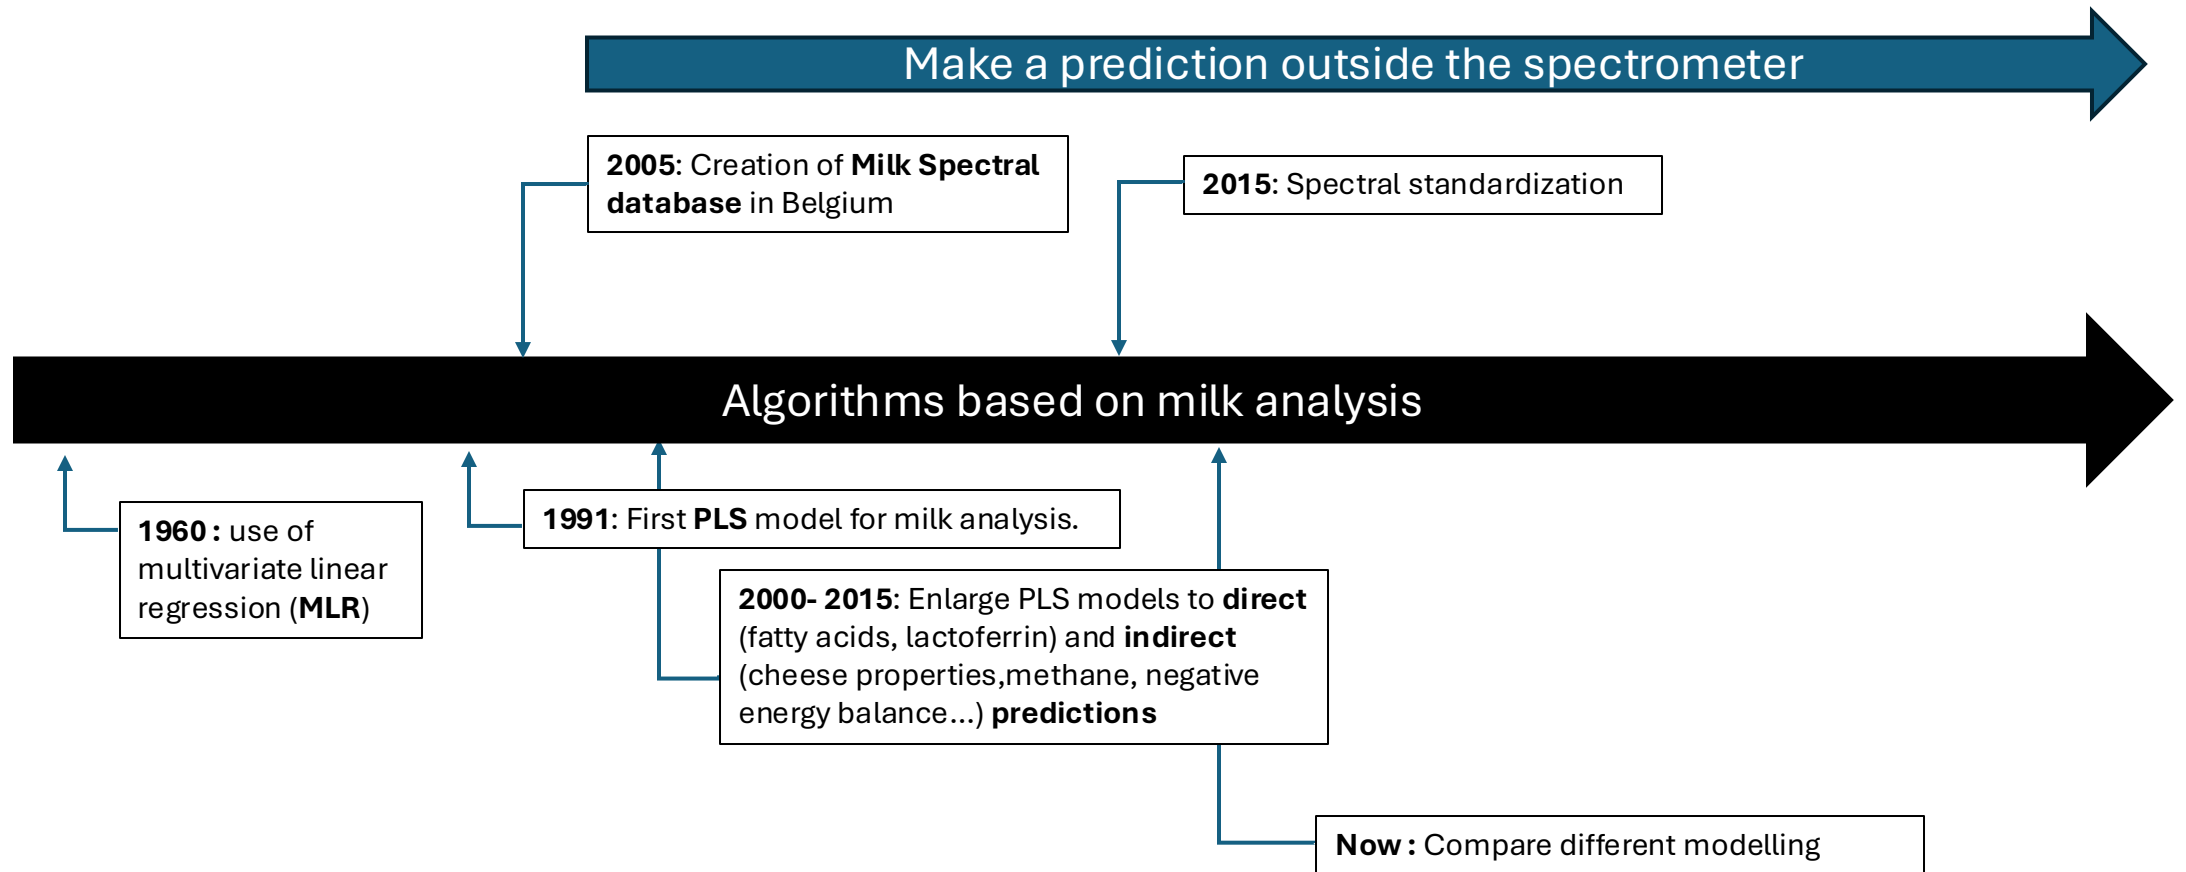 Make a prediction outside the spectrometer
2005: Creation of Milk Spectral
database in Belgium
2015: Spectral standardization
Algorithms based on milk analysis
1960 : use of
multivariate linear
regression (MLR)
1991: First PLS model for milk analysis.
2000- 2015: Enlarge PLS models to direct
(fatty acids, lactoferrin) and indirect
(cheese properties,methane, negative
energy balance...) predictions
Now : Compare different modelling